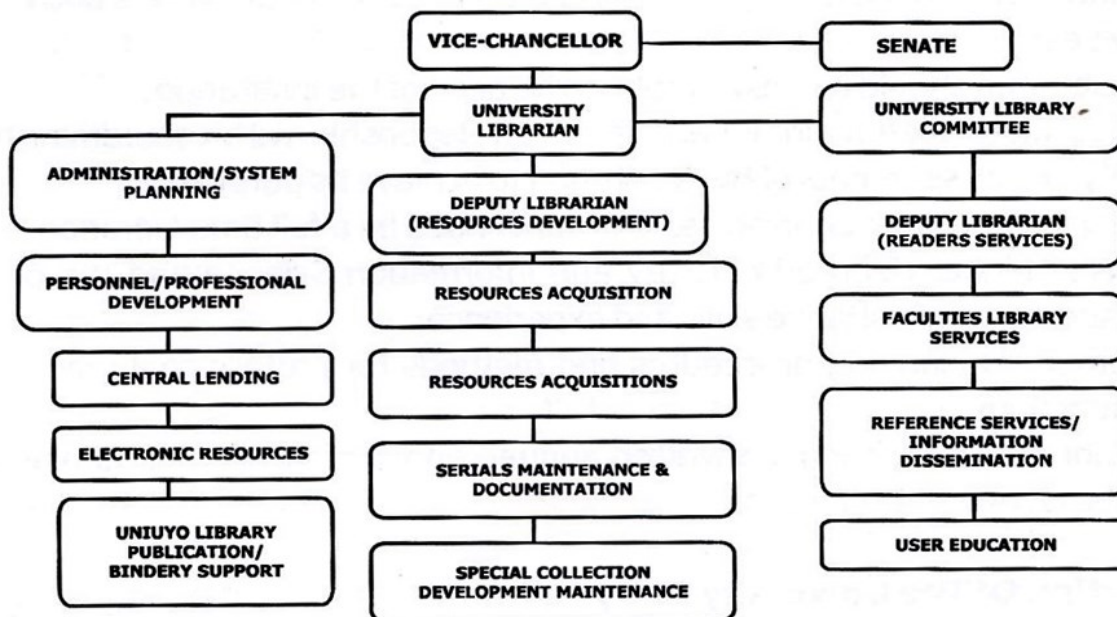 VICE-CHANCELLOR
SENATE
UNIVERSITY
LIBRARIAN
UNIVERSITY LIBRARY
COMMITTEE
ADMINISTRATION/SYSTEM
PLANNING
PERSONNEL/PROFESSIONAL
DEVELOPMENT
CENTRAL LENDING
ELECTRONIC RESOURCES
UNIUYO LIBRARY
PUBLICATION/
BINDERY SUPPORT
DEPUTY LIBRARIAN
(RESOURCES DEVELOPMENT)
RESOURCES ACQUISITION
RESOURCES ACQUISITIONS
SERIALS MAINTENANCE &
DOCUMENTATION
SPECIAL COLLECTION
DEVELOPMENT MAINTENANCE
DEPUTY LIBRARIAN
(READERS SERVICES)
FACULTIES LIBRARY
SERVICES
REFERENCE SERVICES/
INFORMATION
DISSEMINATION
USER EDUCATION